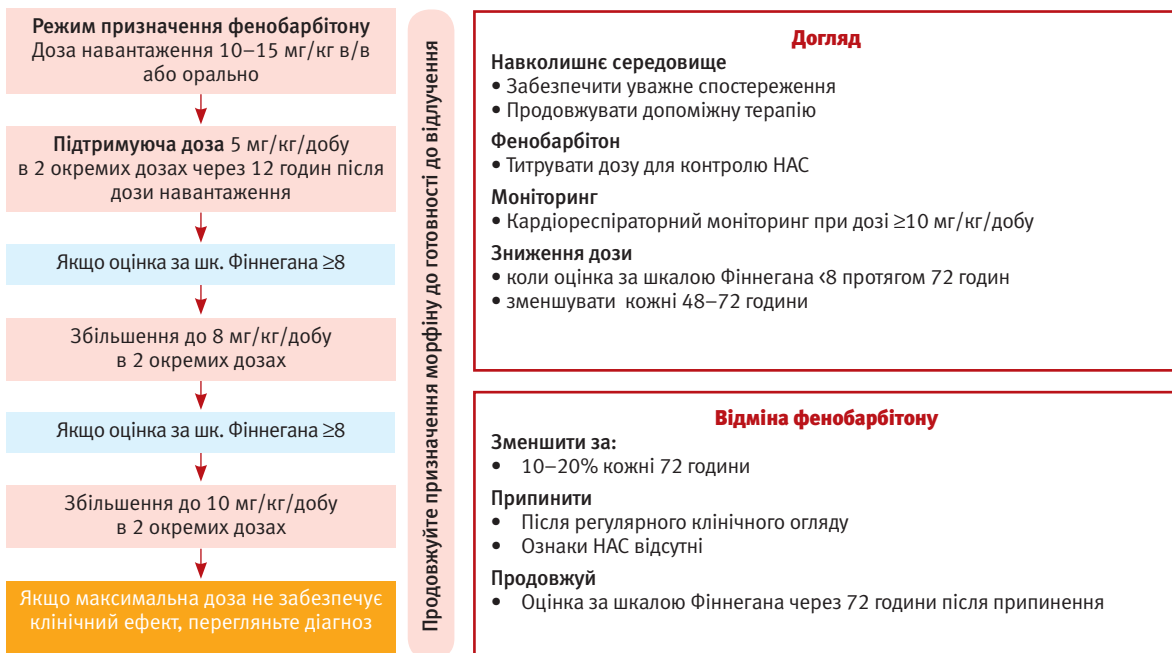 Режим призначення фенобарбітону
Доза навантаження 10–15 мг/кг в/в
або орально
Підтримуюча доза 5 мг/кг/добу
в 2 окремих дозах через 12 годин після
дози навантаження
Якщо оцінка за шк. Фіннегана ≥8
Збільшення до 8 мг/кг/добу
в 2 окремих дозах
Якщо оцінка за шк. Фіннегана ≥8
Збільшення до 10 мг/кг/добу
в 2 окремих дозах
Якщо максимальна доза не забезпечує
клінічний ефект, перегляньте діагноз
Продовжуйте призначення морфіну до готовності до відлучення
Догляд
Навколишнє середовище
• Забезпечити уважне спостереження
• Продовжувати допоміжну терапію
Фенобарбітон
• Титрувати дозу для контролю НАС
Моніторинг
• Кардіореспіраторний моніторинг при дозі ≥10 мг/кг/добу
Зниження дози
• коли оцінка за шкалою Фіннегана <8 протягом 72 годин
• зменшувати кожні 48–72 години
Відміна фенобарбітону
Зменшити за:
• 10–20% кожні 72 години
Припинити
• Після регулярного клінічного огляду
• Ознаки НАС відсутні
Продовжуй
• Оцінка за шкалою Фіннегана через 72 години після припинення